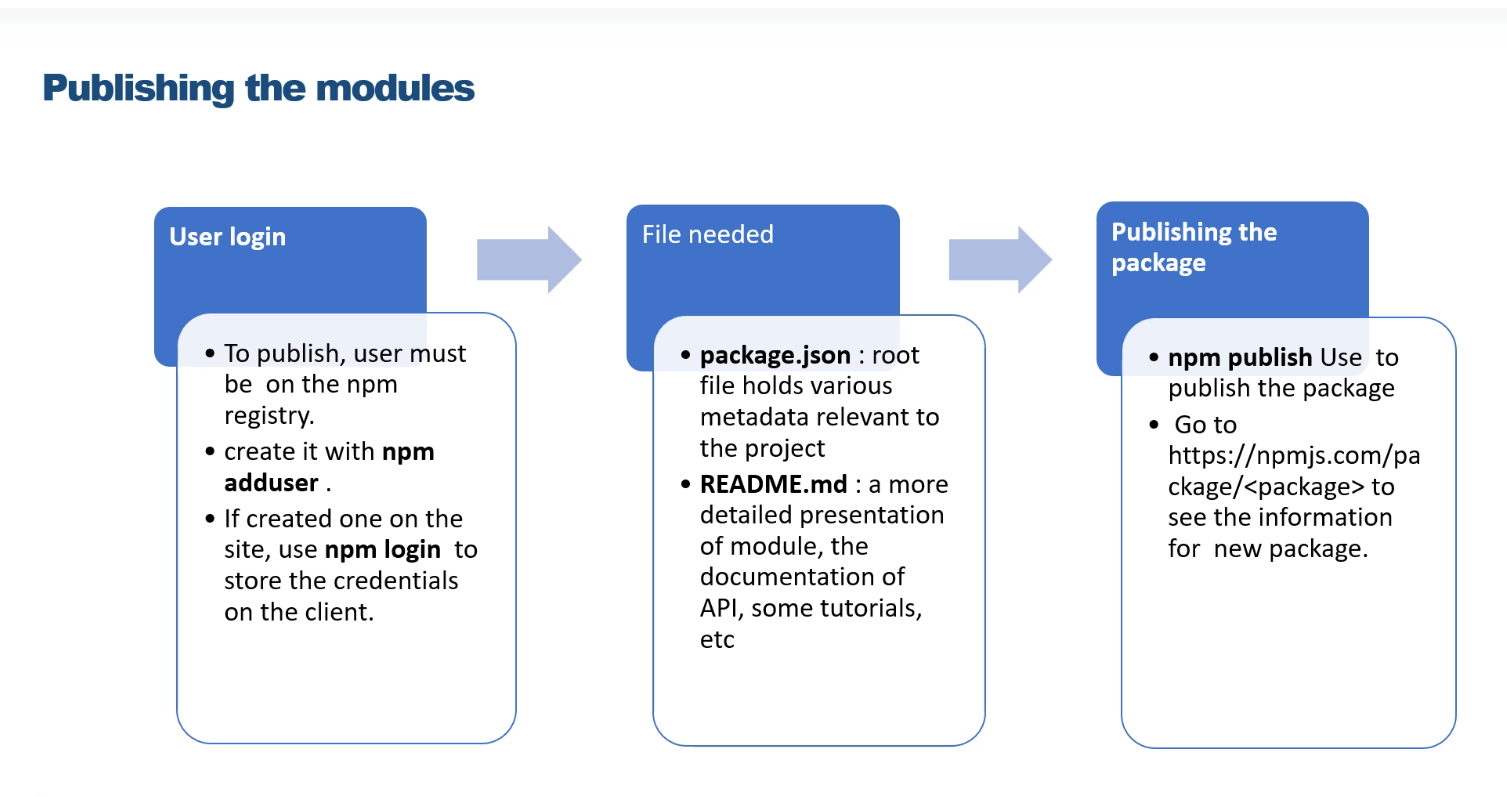 Publishing the modules
User login
• To publish, user must
be on the npm
registry.
• create it with npm
adduser .
• If created one on the
site, use npm login to
store the credentials
on the client.
File needed
• package.json : root
file holds various
metadata relevant to
the project
• README.md : a more
detailed presentation
of module, the
documentation of
API, some tutorials,
etc
Publishing the
package
• npm publish Use to
publish the package
• Go to
https://npmjs.com/pa
ckage/<package> to
see the information
for new package.